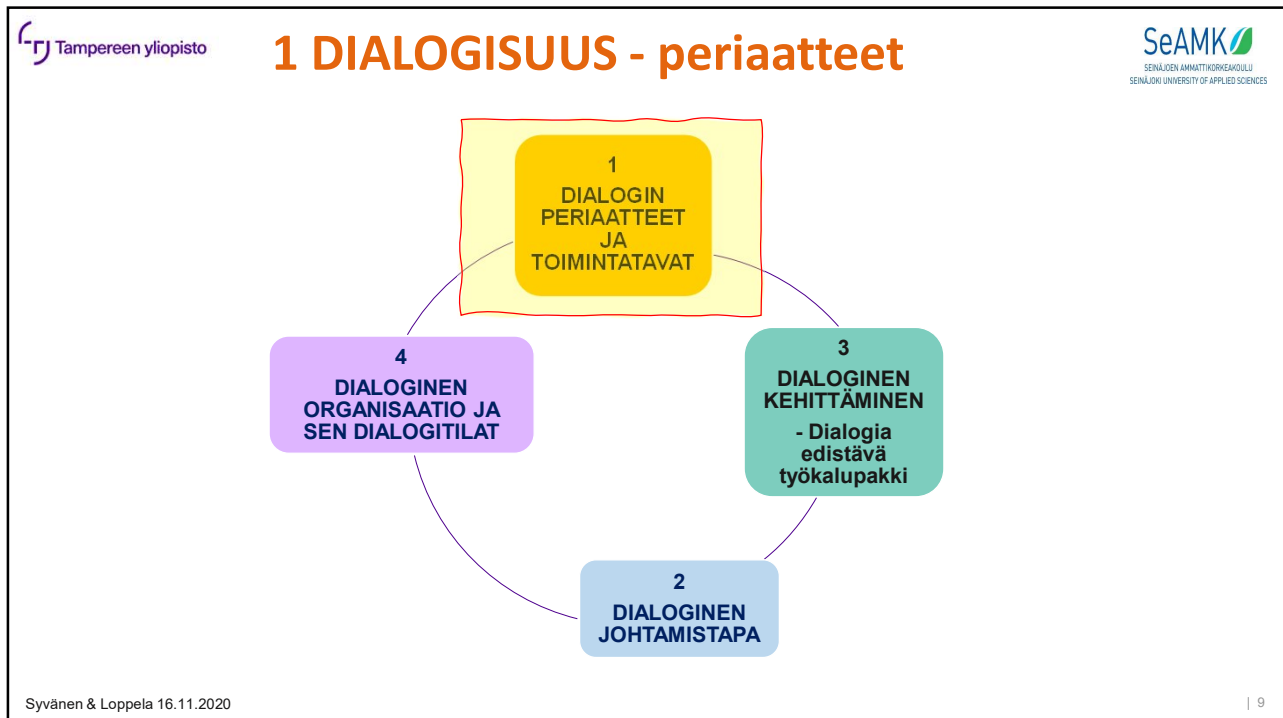 Tampereen yliopisto
1 DIALOGISUUS - periaatteet
SeAMK
SEINÄJOEN AMMATTIKORKEAKOULU
SEINÄJOKI UNIVERSITY OF APPLIED SCIENCES
1
DIALOGIN
PERIAATTEET
JA
TOIMINTATAVAT
4
DIALOGINEN
ORGANISAATIO JA
SEN DIALOGITILAT
3
DIALOGINEN
KEHITTÄMINEN
- Dialogia
edistävä
työkalupakki
2
DIALOGINEN
JOHTAMISTAPA
Syvänen & Loppela 16.11.2020
| 9